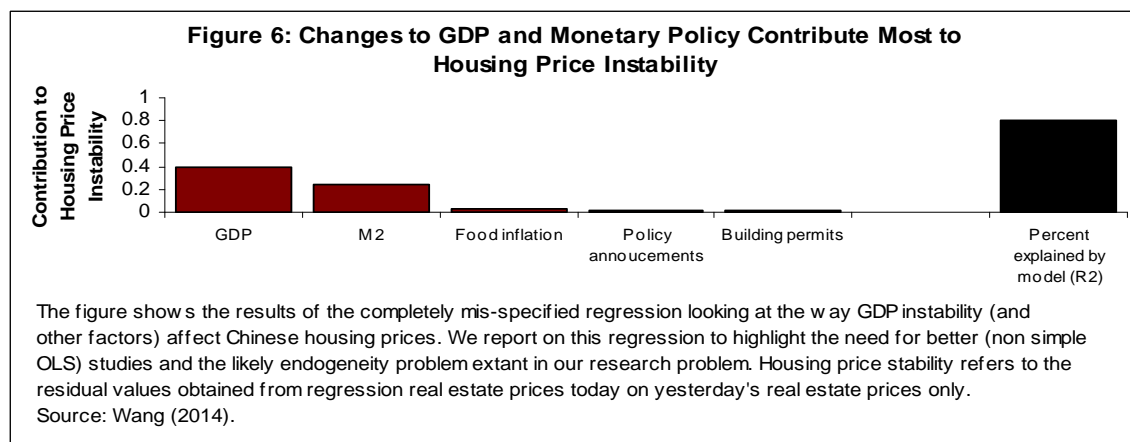 Figure 6: Changes to GDP and Monetary Policy Contribute Most to
Housing Price Instability
Contribution to
Housing Price
Instability
1
0.8
0.6
0.4
0.2
0
GDP
M2
Food inflation
Policy
annoucements
Building permits
Percent
explained by
model (R2)
The figure shows the results of the completely mis-specified regression looking at the way GDP instability (and
other factors) affect Chinese housing prices. We report on this regression to highlight the need for better (non simple
OLS) studies and the likely endogeneity problem extant in our research problem. Housing price stability refers to the
residual values obtained from regression real estate prices today on yesterday's real estate prices only.
Source: Wang (2014).